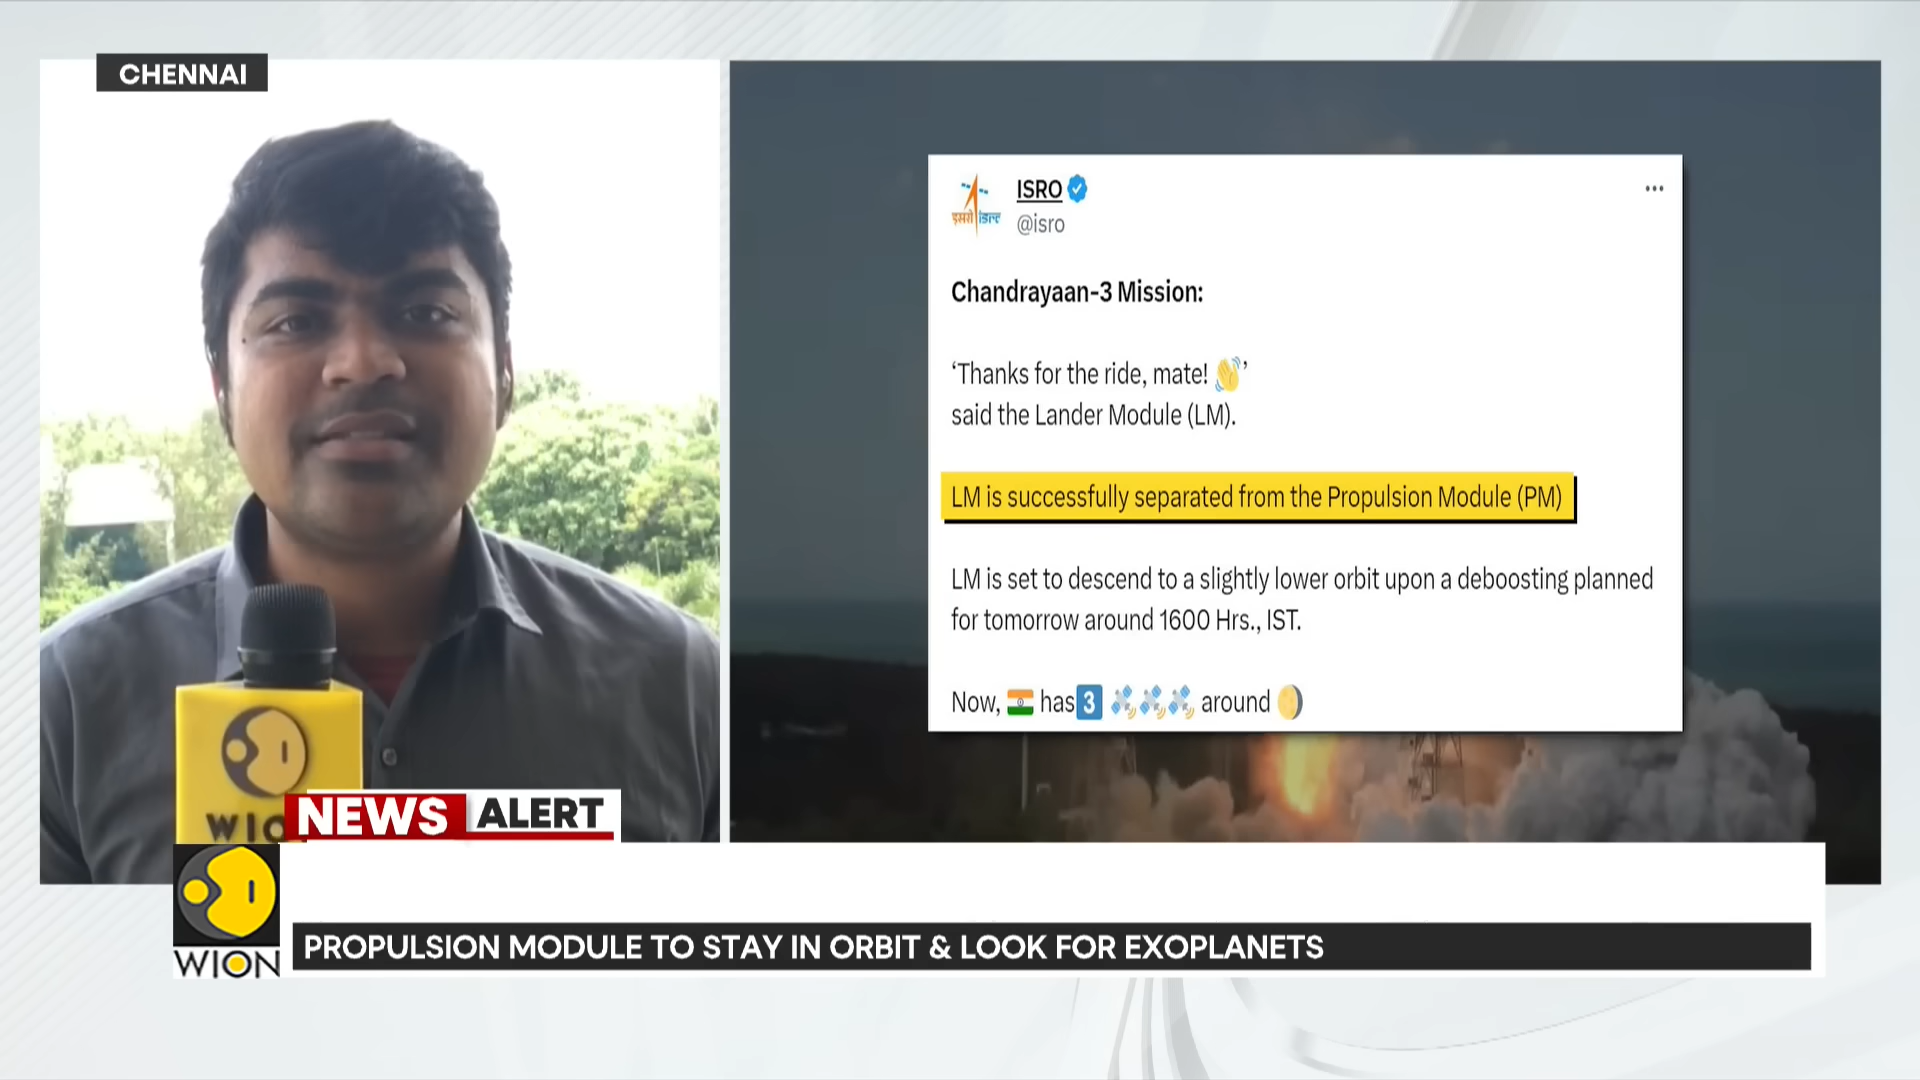 CHENNAI
ISRO
@isro
इसरो isro
Chandrayaan-3 Mission:
‘Thanks for the ride, mate! 👋’
said the Lander Module (LM).
LM is successfully separated from the Propulsion Module (PM)
LM is set to descend to a slightly lower orbit upon a deboosting planned
for tomorrow around 1600 Hrs., IST.
Now, 🇮🇳 has 3️⃣ 🛰️🛰️🛰️ around 🌖
WIO
NEWS ALERT
WION
PROPULSION MODULE TO STAY IN ORBIT & LOOK FOR EXOPLANETS